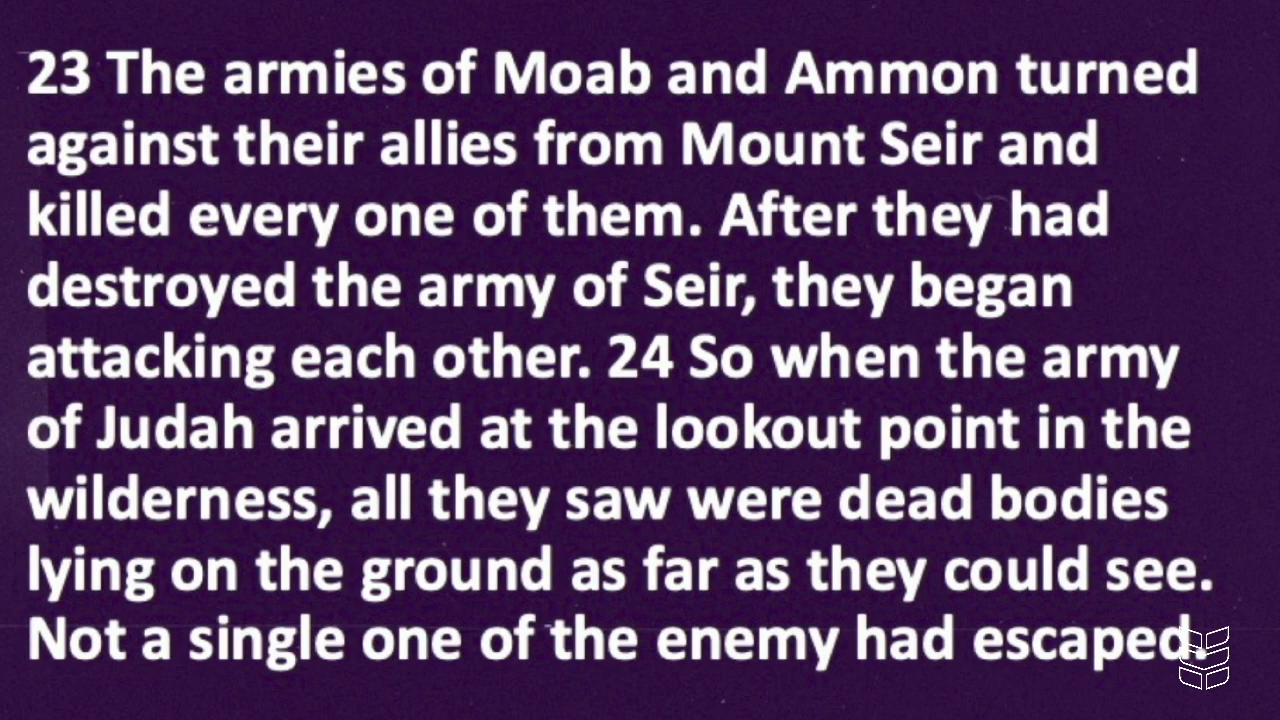 23 The armies of Moab and Ammon turned
against their allies from Mount Seir and
killed every one of them. After they had
destroyed the army of Seir, they began
attacking each other. 24 So when the army
of Judah arrived at the lookout point in the
wilderness, all they saw were dead bodies
lying on the ground as far as they could see.
Not a single one of the enemy had escaped.